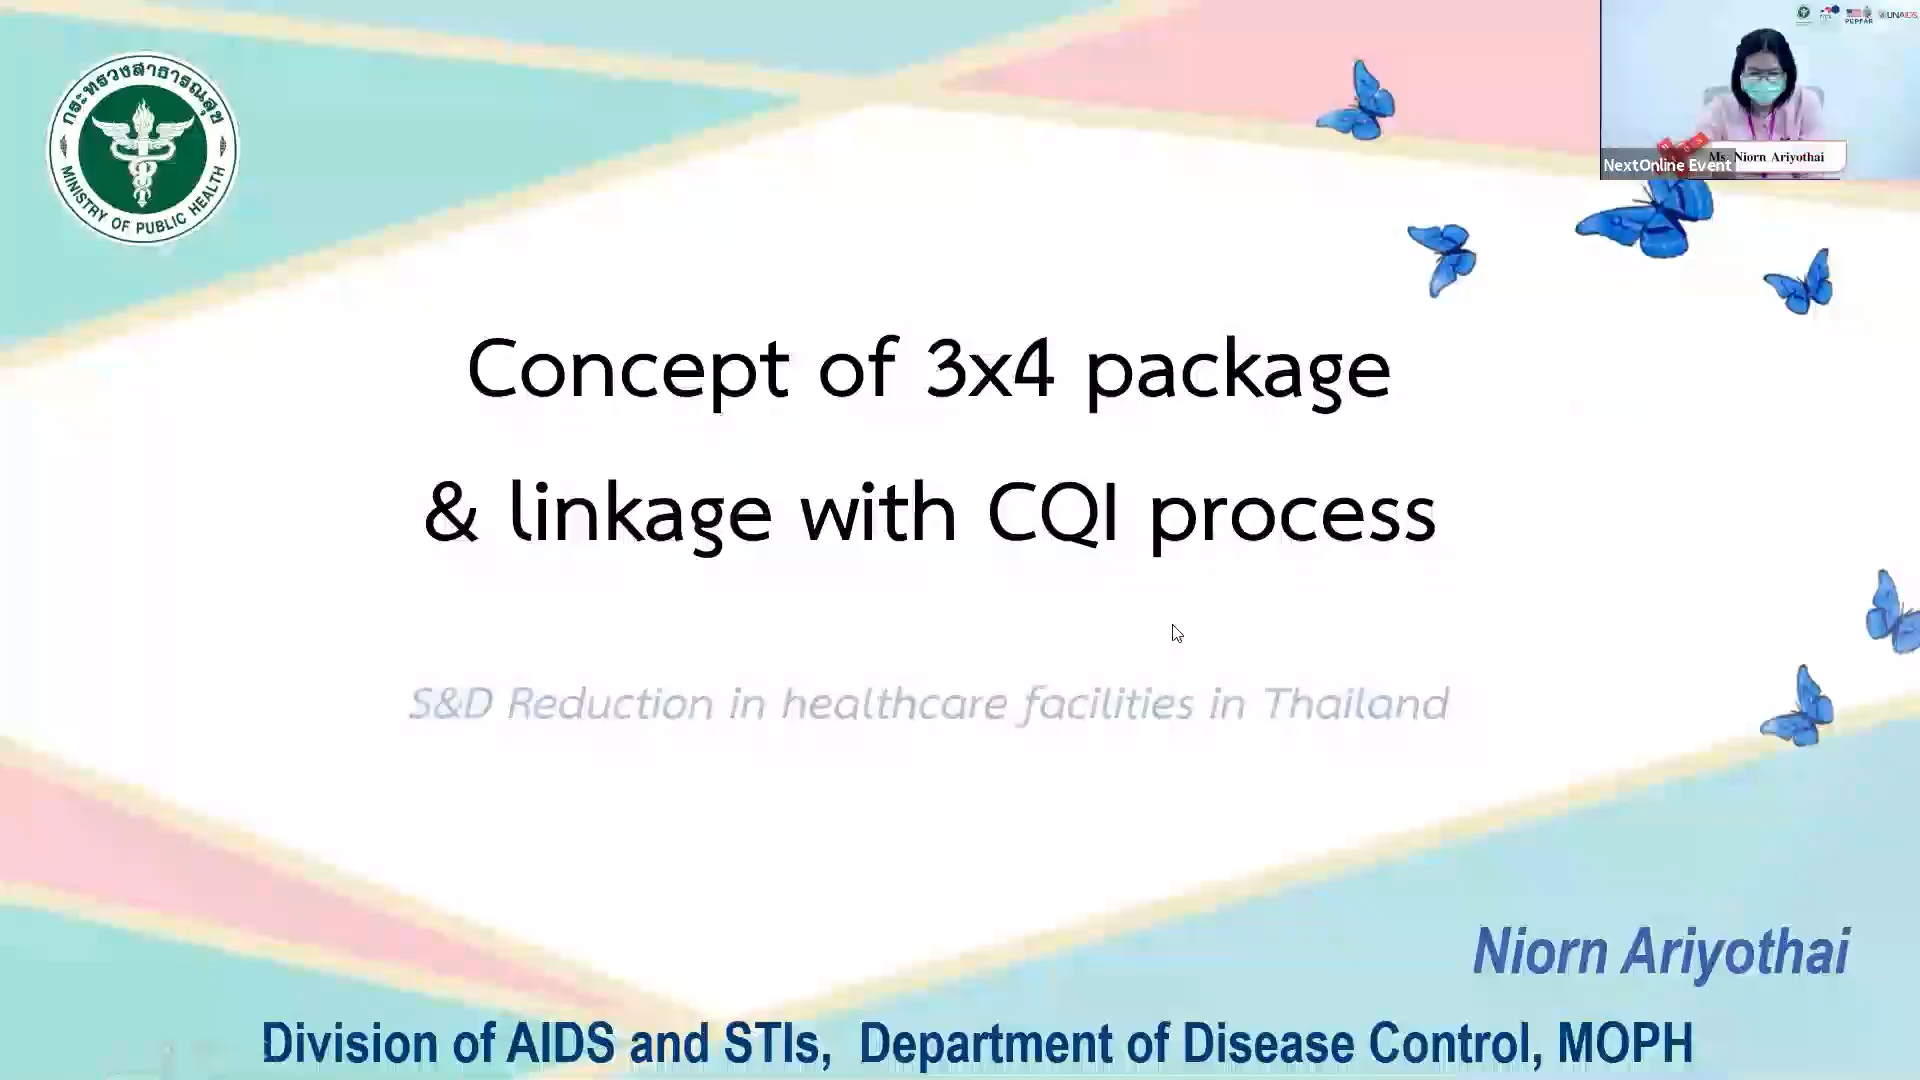 กระทรวงสาธารณสุข
MINISTRY OF PUBLIC HEALTH
PEPFAR
UNAIDS
Ms. Niorn Ariyothai
NextOnline Event
Concept of 3x4 package
& linkage with CQI process
S&D Reduction in healthcare facilities in Thailand
Niorn Ariyothai
Division of AIDS and STIs, Department of Disease Control, MOPH